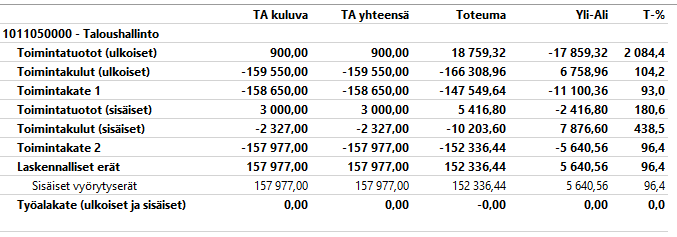 TA kuluva TA yhteensä Toteuma Yli-Ali T-%
1011050000 - Taloushallinto
Toimintatuotot (ulkoiset) 900,00 900,00 18 759,32 -17 859,32 2 084,4
Toimintakulut (ulkoiset) -159 550,00 -159 550,00 -166 308,96 6 758,96 104,2
Toimintakate 1 -158 650,00 -158 650,00 -147 549,64 -11 100,36 93,0
Toimintatuotot (sisäiset) 3 000,00 3 000,00 5 416,80 -2 416,80 180,6
Toimintakulut (sisäiset) -2 327,00 -2 327,00 -10 203,60 7 876,60 438,5
Toimintakate 2 -157 977,00 -157 977,00 -152 336,44 -5 640,56 96,4
Laskennalliset erät 157 977,00 157 977,00 152 336,44 5 640,56 96,4
Sisäiset vyörytyserät 157 977,00 157 977,00 152 336,44 5 640,56 96,4
Työalakate (ulkoiset ja sisäiset) 0,00 0,00 -0,00 0,00 0,0